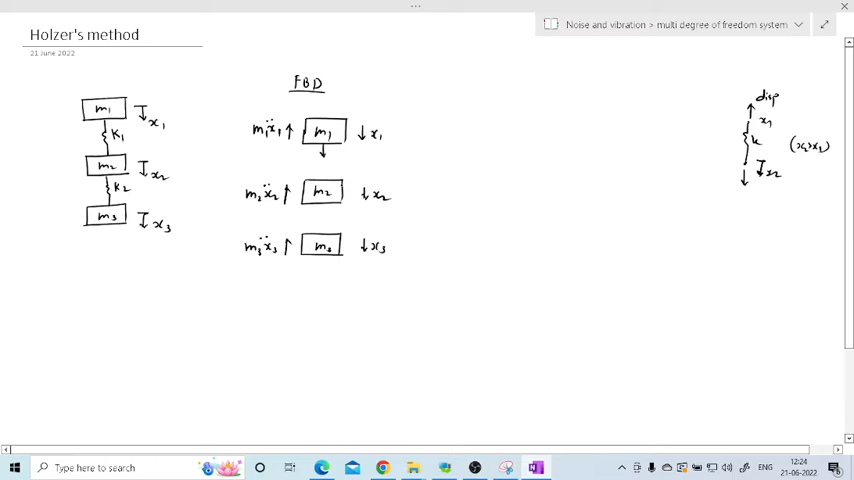 Noise and vibration > multi degree of freedom system
Holzer's method
21 June 2022
FBD
m1
x1
K1
m2
x2
K2
m3
x3
m1ẍ1 ↑ m1 ↓ x1
m2ẍ2 ↑ m2 ↓ x2
m3ẍ3 ↑ m3 ↓ x3
disp
x1
k
x2
Type here to search
ENG
12:24
21-06-2022